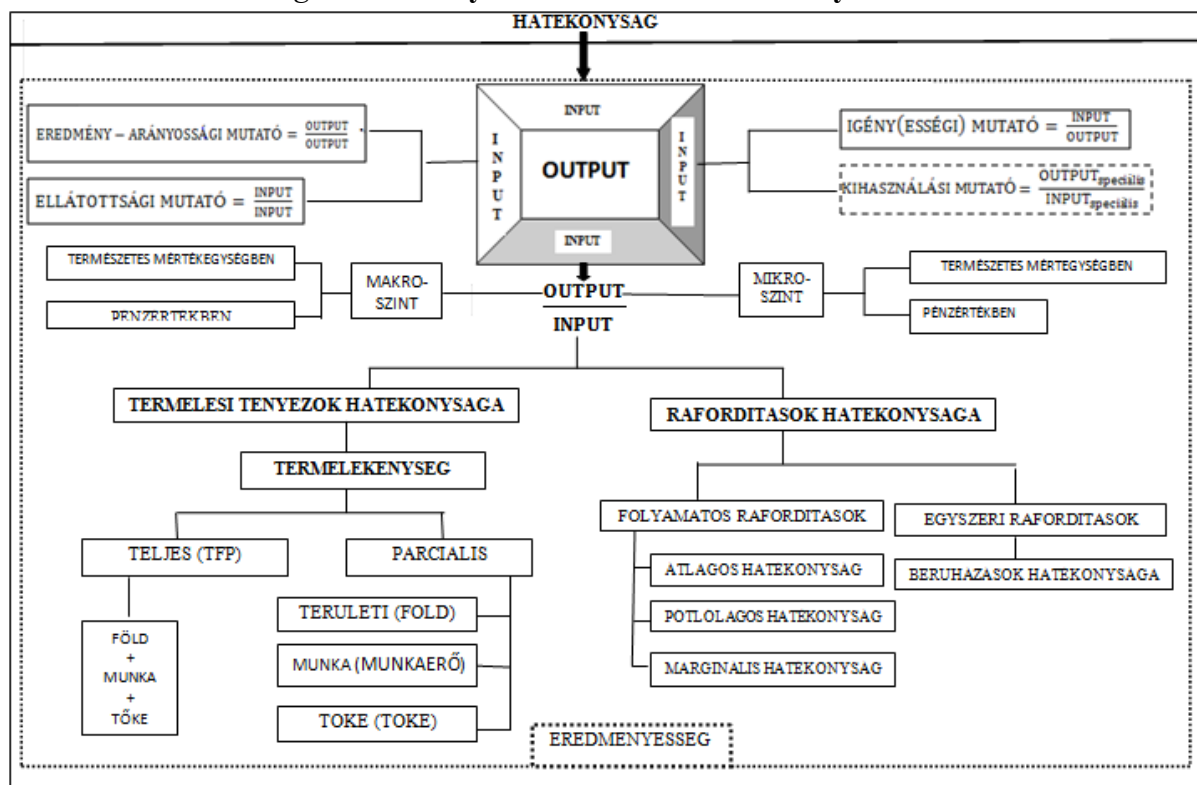 HATEKONYSAG
INPUT
EREDMÉNY – ARÁNYOSSÁGI MUTATÓ = OUTPUT / OUTPUT
ELLÁTOTTSÁGI MUTATÓ = INPUT / INPUT
INPUT
OUTPUT
INPUT
INPUT
IGÉNY(ESSÉGI) MUTATÓ = INPUT / OUTPUT
KIHASZNÁLÁSI MUTATÓ = OUTPUTspeciális / INPUTspeciális
TERMÉSZETES MÉRTÉKEGYSÉGBEN
PENZERTEKBEN
MAKRO-
SZINT
OUTPUT
INPUT
MIKRO-
SZINT
TERMÉSZETES MÉRTEGYSÉGBEN
PÉNZÉRTÉKBEN
TERMELESI TENYEZOK HATEKONYSAGA
RAFORDITASOK HATEKONYSAGA
TERMELEKENYSEG
FOLYAMATOS RAFORDITASOK
EGYSZERI RAFORDITASOK
TELJES (TFP)
PARCIALIS
ATLAGOS HATEKONYSAG
BERUHAZASOK HATEKONYSAGA
TERULETI (FOLD)
POTLOLAGOS HATEKONYSAG
FÖLD
+
MUNKA
+
TŐKE
MUNKA (MUNKAERŐ)
MARGINALIS HATEKONYSAG
TOKE (TOKE)
EREDMENYESSEG